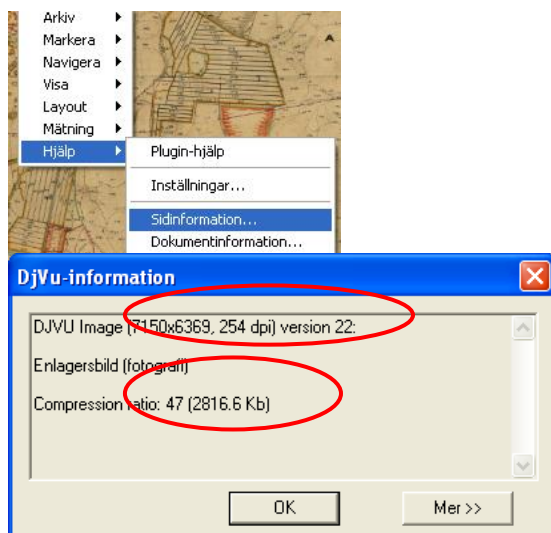 Arkiv
Markera
Navigera
Visa
Layout
Mätning
Hjälp
Plugin-hjälp
Inställningar...
Sidinformation...
Dokumentinformation...
DjVu-information
DJVU Image (7150x6369, 254 dpi) version 22:
Enlagersbild (fotografi)
Compression ratio: 47 (2816.6 Kb)
OK
Mer >>